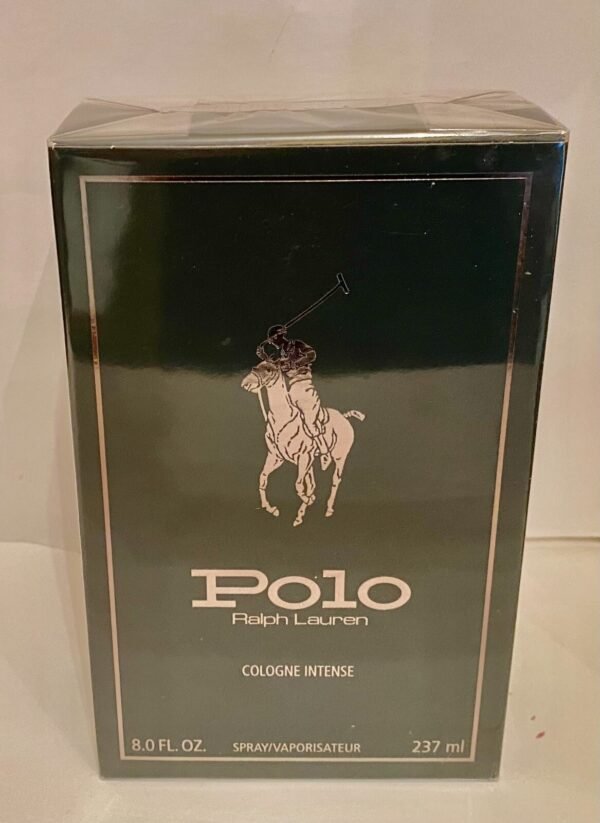 Polo
Ralph Lauren
COLOGNE INTENSE
8.0 FL. OZ. SPRAY/VAPORISATEUR 237 ml